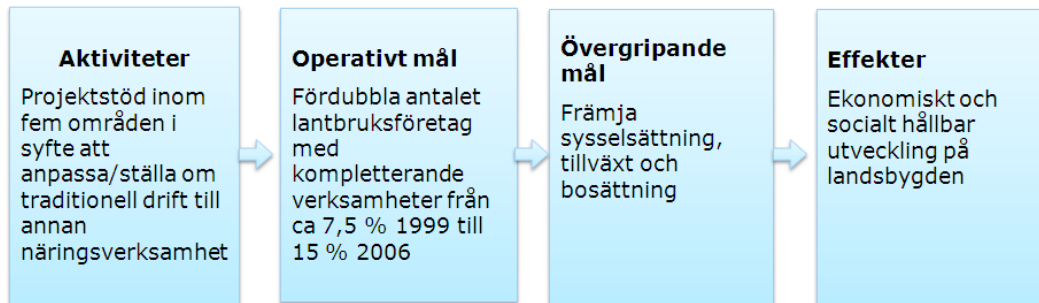 Aktiviteter
Projektstöd inom
fem områden i
syfte att
anpassa/ställa om
traditionell drift till
annan
näringsverksamhet
Operativt mål
Fördubbla antalet
lantbruksföretag
med
kompletterande
verksamheter från
ca 7,5 % 1999 till
15 % 2006
Övergripande
mål
Främja
sysselsättning,
tillväxt och
bosättning
Effekter
Ekonomiskt och
socialt hållbar
utveckling på
landsbygden